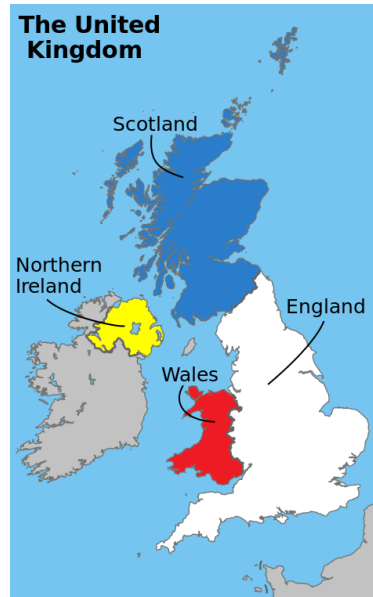 The United
Kingdom
Scotland
Northern
Ireland
England
Wales